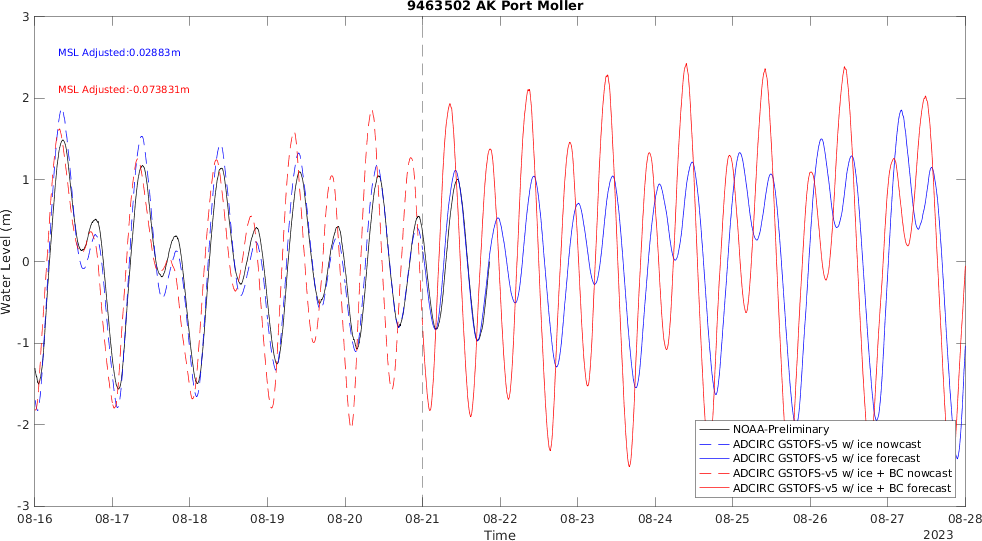 9463502 AK Port Moller
MSL Adjusted:0.02883m
MSL Adjusted:-0.073831m
Water Level (m)
3
2
1
0
-1
-2
-3
NOAA-Preliminary
ADCIRC GSTOFS-v5 w/ ice nowcast
ADCIRC GSTOFS-v5 w/ ice forecast
ADCIRC GSTOFS-v5 w/ ice + BC nowcast
ADCIRC GSTOFS-v5 w/ ice + BC forecast
08-16 08-17 08-18 08-19 08-20 08-21 08-22 08-23 08-24 08-25 08-26 08-27 08-28
Time
2023